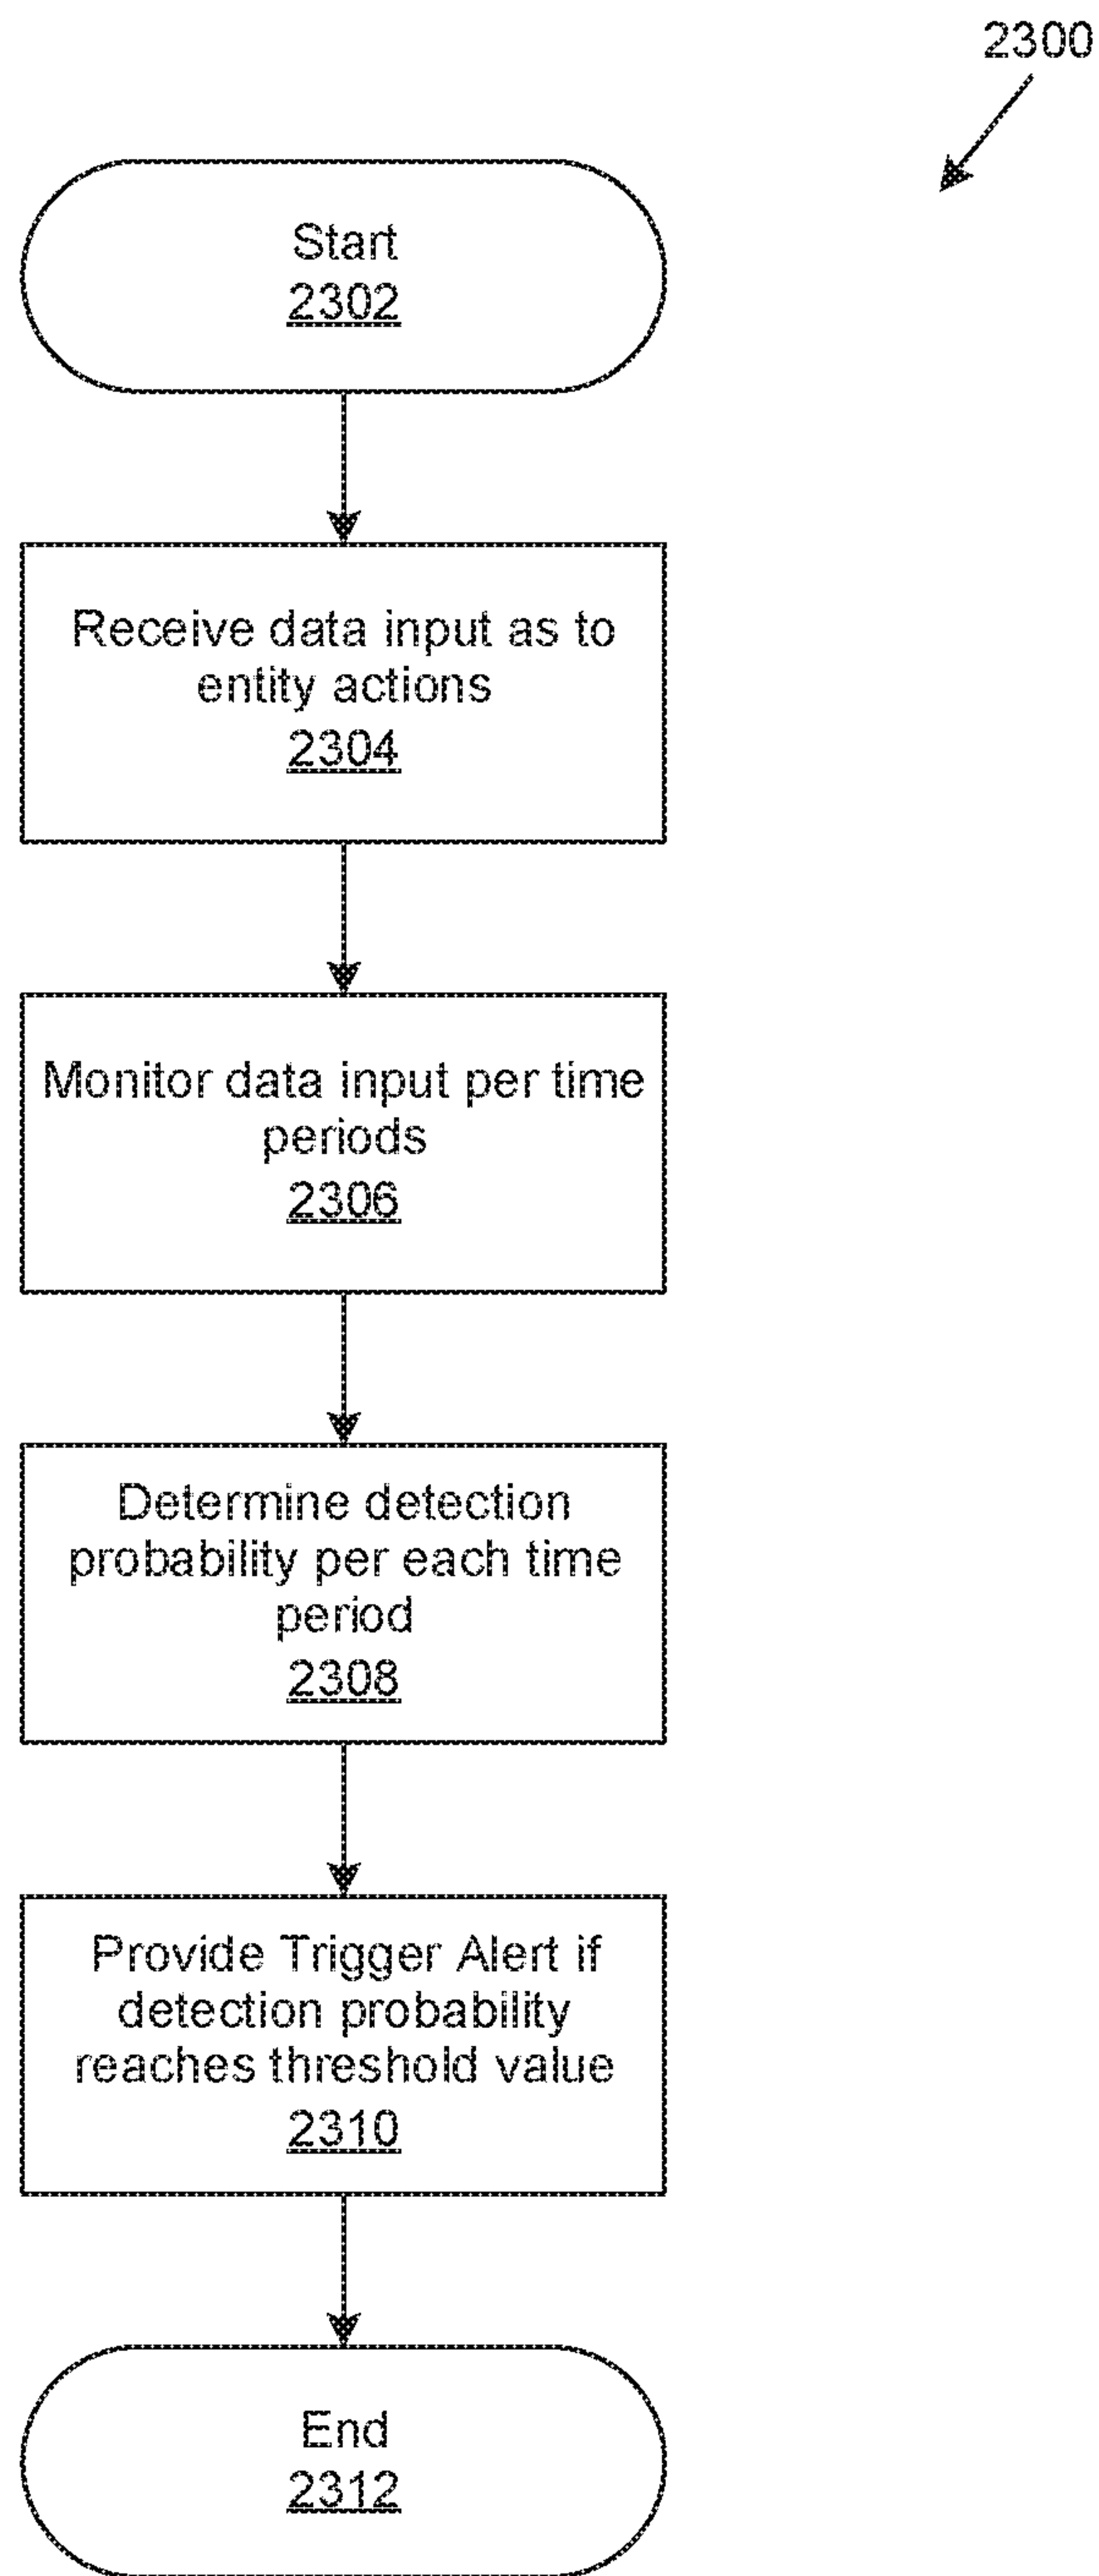 2300
Start
2302
Receive data input as to
entity actions
2304
Monitor data input per time
periods
2306
Determine detection
probability per each time
period
2308
Provide Trigger Alert if
detection probability
reaches threshold value
2310
End
2312